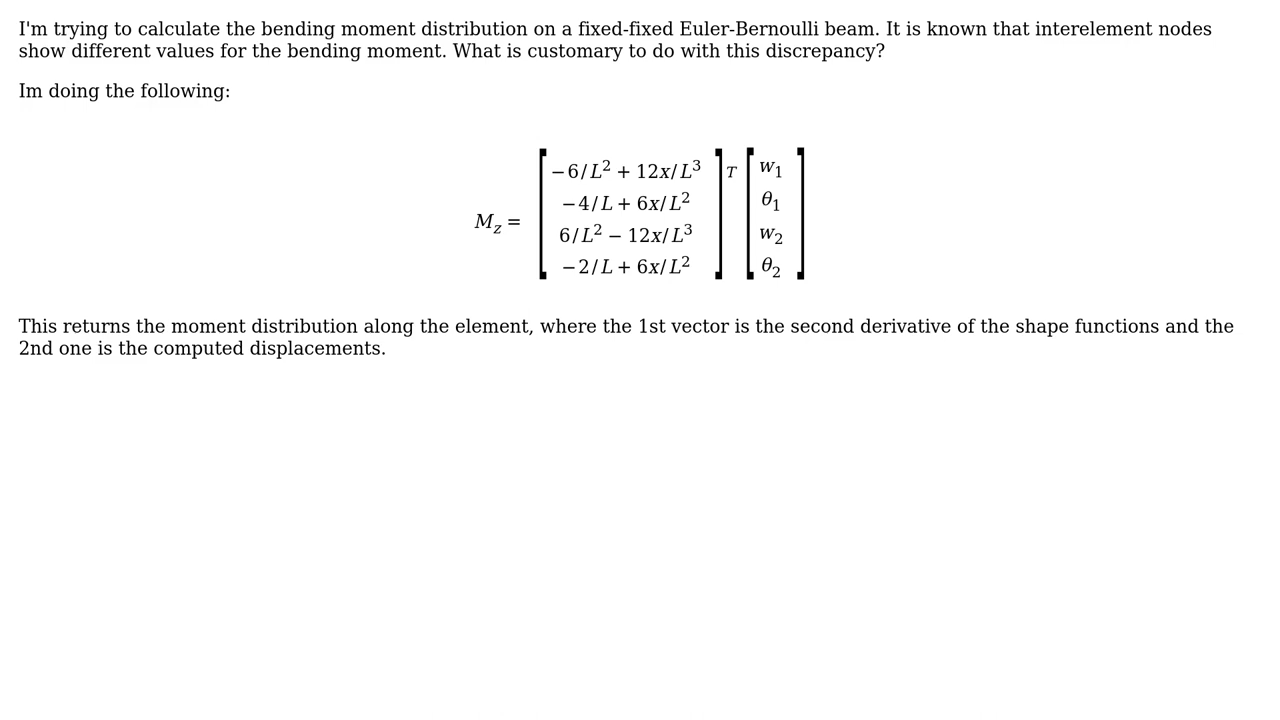 I'm trying to calculate the bending moment distribution on a fixed-fixed Euler-Bernoulli beam. It is known that interelement nodes
show different values for the bending moment. What is customary to do with this discrepancy?
Im doing the following:
M_z = [ −6/L² + 12x/L³ ; −4/L + 6x/L² ; 6/L² − 12x/L³ ; −2/L + 6x/L² ]^T [ w₁ ; θ₁ ; w₂ ; θ₂ ]
This returns the moment distribution along the element, where the 1st vector is the second derivative of the shape functions and the
2nd one is the computed displacements.